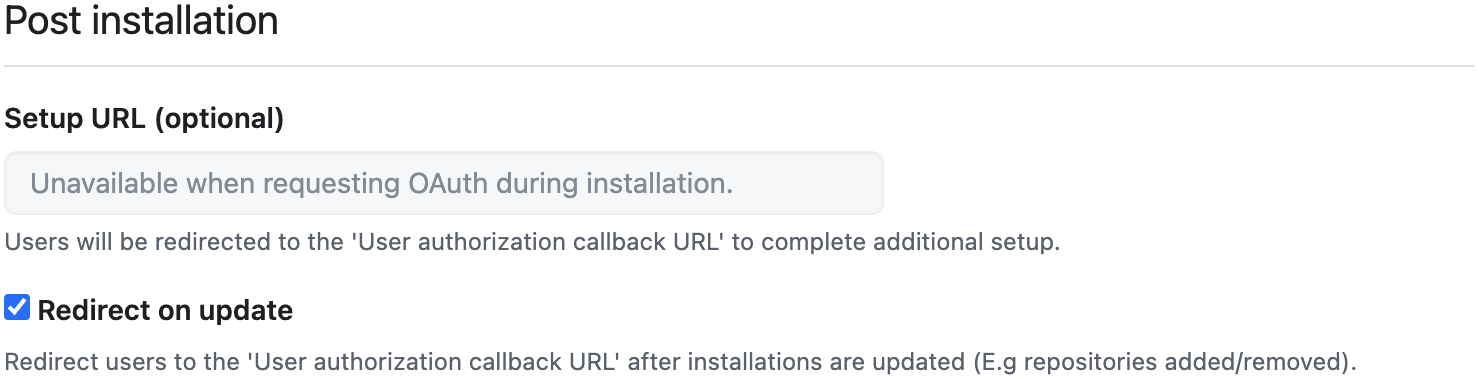 Post installation
Setup URL (optional)
Unavailable when requesting OAuth during installation.
Users will be redirected to the 'User authorization callback URL' to complete additional setup.
Redirect on update
Redirect users to the 'User authorization callback URL' after installations are updated (E.g repositories added/removed).